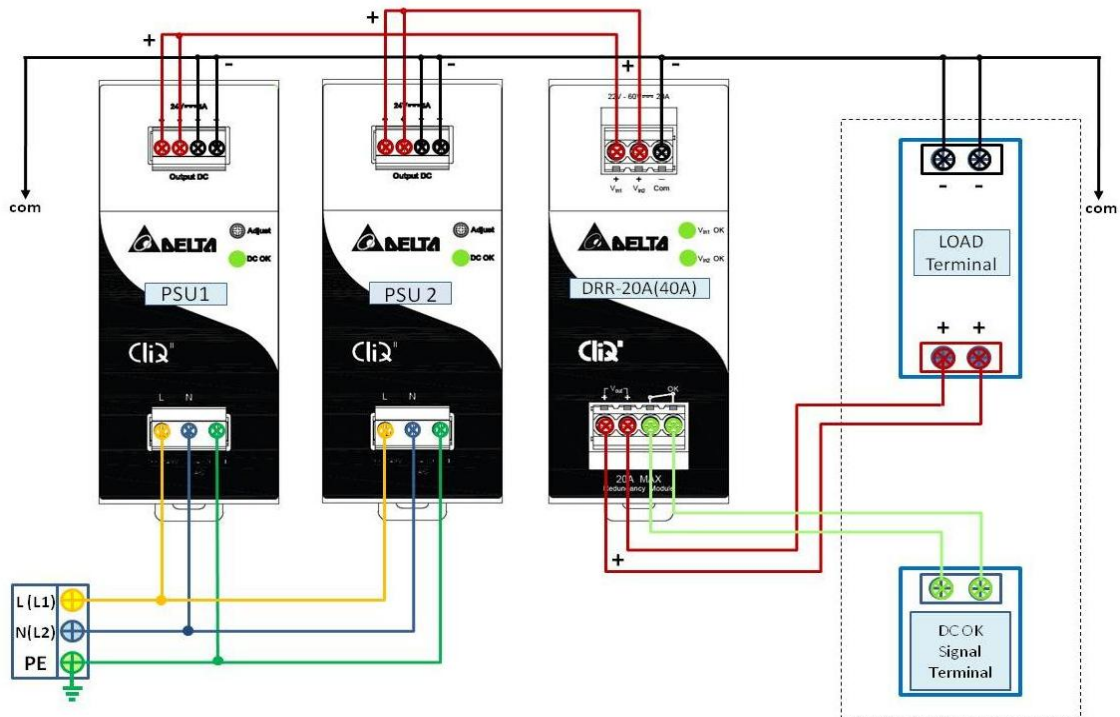 +
+
+
-
-
+
-
22V - 60V 20A
Output DC
Output DC
+ + —
Vin1 Vin2 Com
com
com
- -
DELTA
Adjust
DC OK
PSU1
DELTA
Adjust
DC OK
PSU 2
DELTA
Vin1 OK
Vin2 OK
DRR-20A(40A)
LOAD
Terminal
+ +
CliQ II
CliQ II
CliQ
L N
L N
Vout
+ +
OK
20A MAX
Redundancy Module
+
L (L1)
N(L2)
PE
DC OK
Signal
Terminal